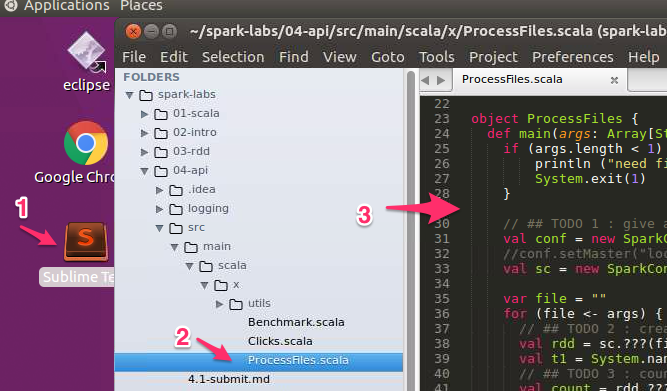 Applications Places
~/spark-labs/04-api/src/main/scala/x/ProcessFiles.scala (spark-lab
File Edit Selection Find View Goto Tools Project Preferences Help
eclipse
Google Chro
1
Sublime Te
FOLDERS
spark-labs
01-scala
02-intro
03-rdd
04-api
.idea
logging
src
main
scala
x
utils
Benchmark.scala
Clicks.scala
2
ProcessFiles.scala
4.1-submit.md
ProcessFiles.scala
3
22
23 object ProcessFiles {
24 def main(args: Array[St
25 if (args.length < 1)
26 println ("need fi
27 System.exit(1)
28 }
30 // ## TODO 1 : give a
31 val conf = new SparkCo
32 //conf.setMaster("loc
33 val sc = new SparkCon
34
35 var file = ""
36 for (file <- args) {
37 // ## TODO 2 : crea
38 val rdd = sc.???(fi
39 val t1 = System.nan
40 // ## TODO 3 : coun
41 val count = rdd.???